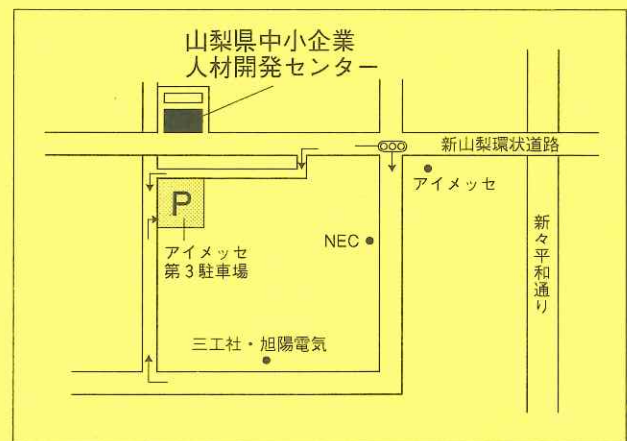 山梨県中小企業
人材開発センター
新山梨環状道路
アイメッセ
P
アイメッセ
第3駐車場
NEC
新々平和通り
三工社・旭陽電気